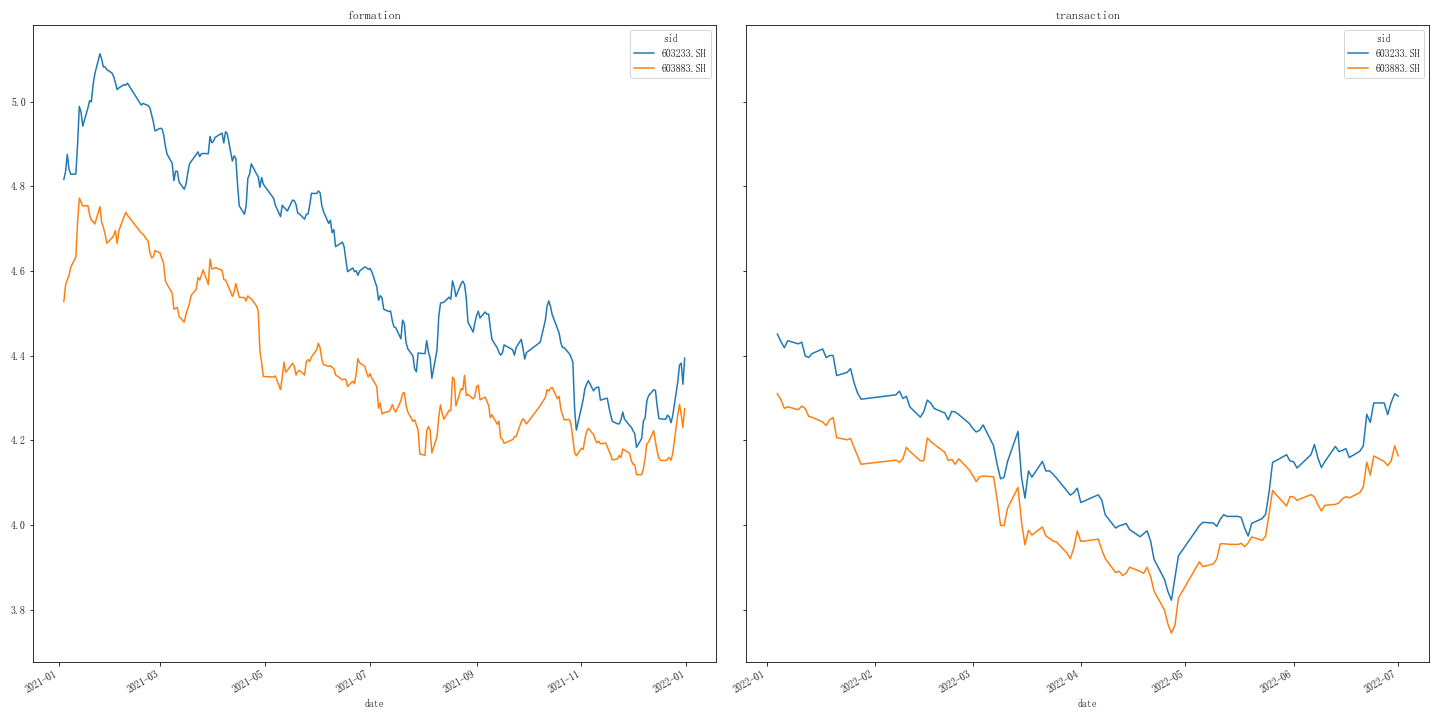 formation
sid
603233.SH
603883.SH
5.0
4.8
4.6
4.4
4.2
4.0
3.8
2021-01
2021-03
2021-05
2021-07
2021-09
2021-11
2022-01
date
transaction
sid
603233.SH
603883.SH
2022-01
2022-02
2022-03
2022-04
2022-05
2022-06
2022-07
date